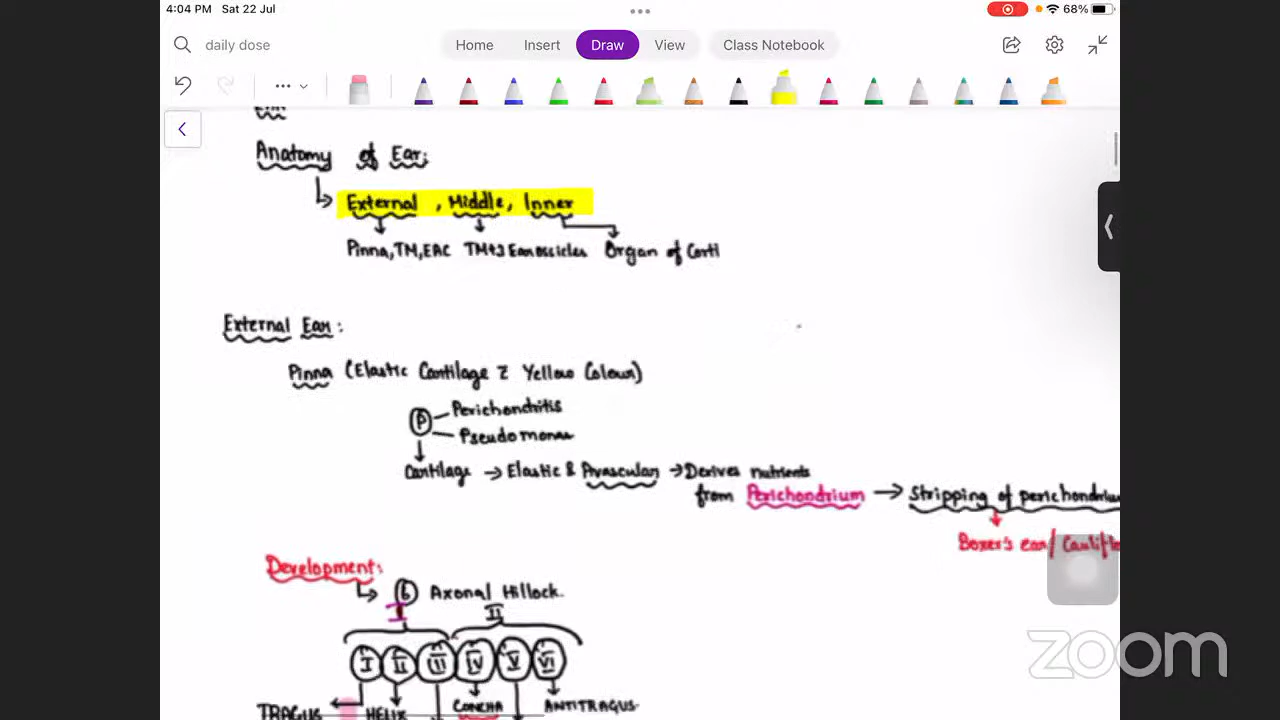 4:04 PM Sat 22 Jul
68%
daily dose
Home Insert Draw View Class Notebook
Anatomy of Ear:
External , Middle, Inner
Pinna, TM, EAC TM+3 Ear ossicles Organ of Corti
External Ear:
Pinna (Elastic Cartilage Yellow Colour)
P Perichondritis
Pseudomonas
Cartilage → Elastic & Avascular → Derives nutrients
from Perichondrium → Stripping of perichondrium
Boxer's ear/ Caulifl
Development:
6 Axonal Hillock.
I II
I II III IV V VI
TRAGUS HELIX CONCHA ANTITRAGUS
zoom